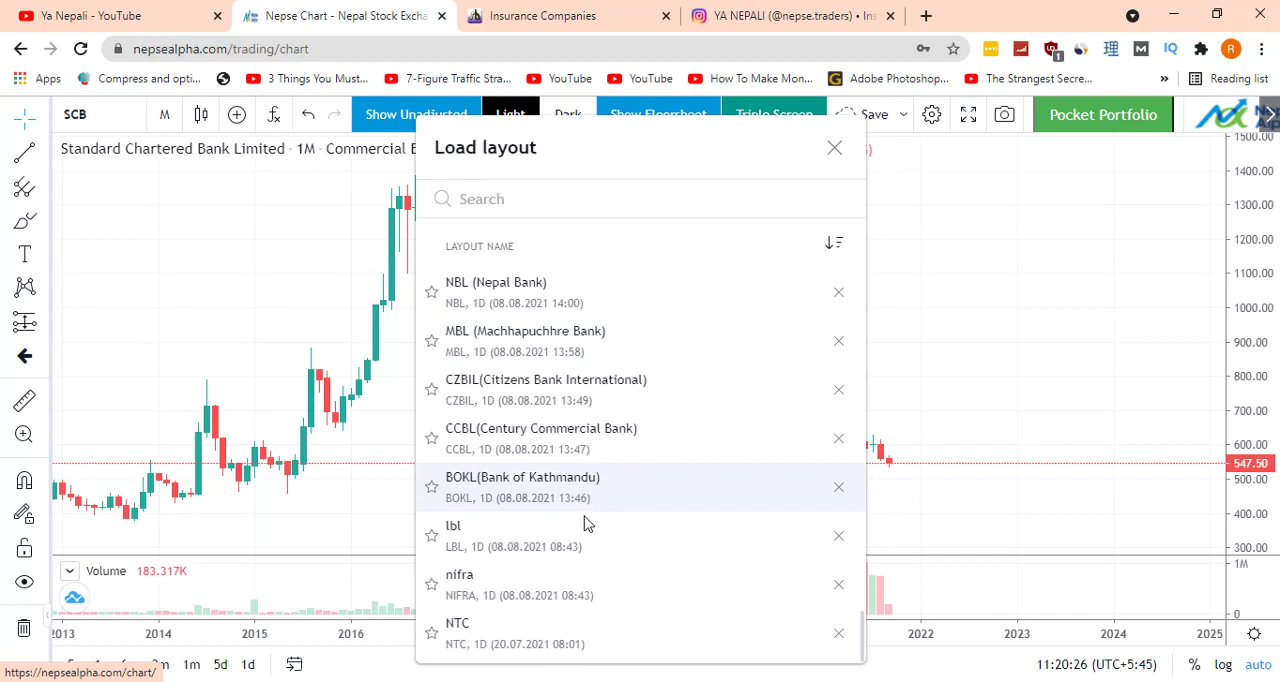 Ya Nepali - YouTube
Nepse Chart - Nepal Stock Excha
Insurance Companies
YA NEPALI (@nepse.traders) • Ins
nepsealpha.com/trading/chart
Apps
Compress and opti...
3 Things You Must...
7-Figure Traffic Stra...
YouTube
YouTube
How To Make Mon...
Adobe Photoshop...
The Strangest Secre...
Reading list
SCB
M
Show Unadjusted
Light
Dark
Show Floorsheet
Triple Screen
Save
Pocket Portfolio
Standard Chartered Bank Limited · 1M · Commercial B
Load layout
Search
LAYOUT NAME
NBL (Nepal Bank)
NBL, 1D (08.08.2021 14:00)
MBL (Machhapuchhre Bank)
MBL, 1D (08.08.2021 13:58)
CZBIL(Citizens Bank International)
CZBIL, 1D (08.08.2021 13:49)
CCBL(Century Commercial Bank)
CCBL, 1D (08.08.2021 13:47)
BOKL(Bank of Kathmandu)
BOKL, 1D (08.08.2021 13:46)
lbl
LBL, 1D (08.08.2021 08:43)
nifra
NIFRA, 1D (08.08.2021 08:43)
NTC
NTC, 1D (20.07.2021 08:01)
1500.00
1400.00
1300.00
1200.00
1100.00
1000.00
900.00
800.00
700.00
600.00
547.50
500.00
400.00
300.00
1M
0
Volume 183.317K
2013
2014
2015
2016
2022
2023
2024
2025
https://nepsealpha.com/chart/
1m
5d
1d
11:20:26 (UTC+5:45)
%
log
auto